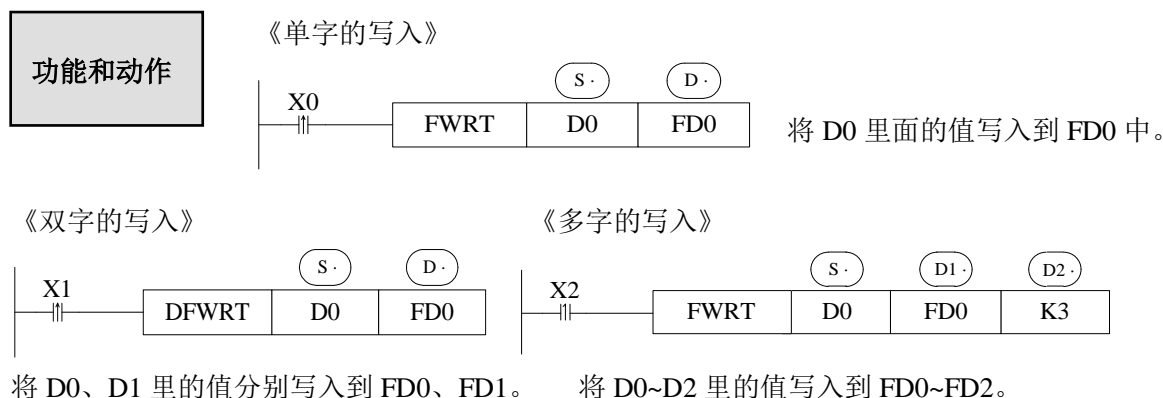 功能和动作
《单字的写入》
S · D ·
X0 FWRT D0 FD0
将 D0 里面的值写入到 FD0 中。
《双字的写入》
S · D ·
X1 DFWRT D0 FD0
将 D0、D1 里的值分别写入到 FD0、FD1。
《多字的写入》
S · D1 · D2 ·
X2 FWRT D0 FD0 K3
将 D0~D2 里的值写入到 FD0~FD2。